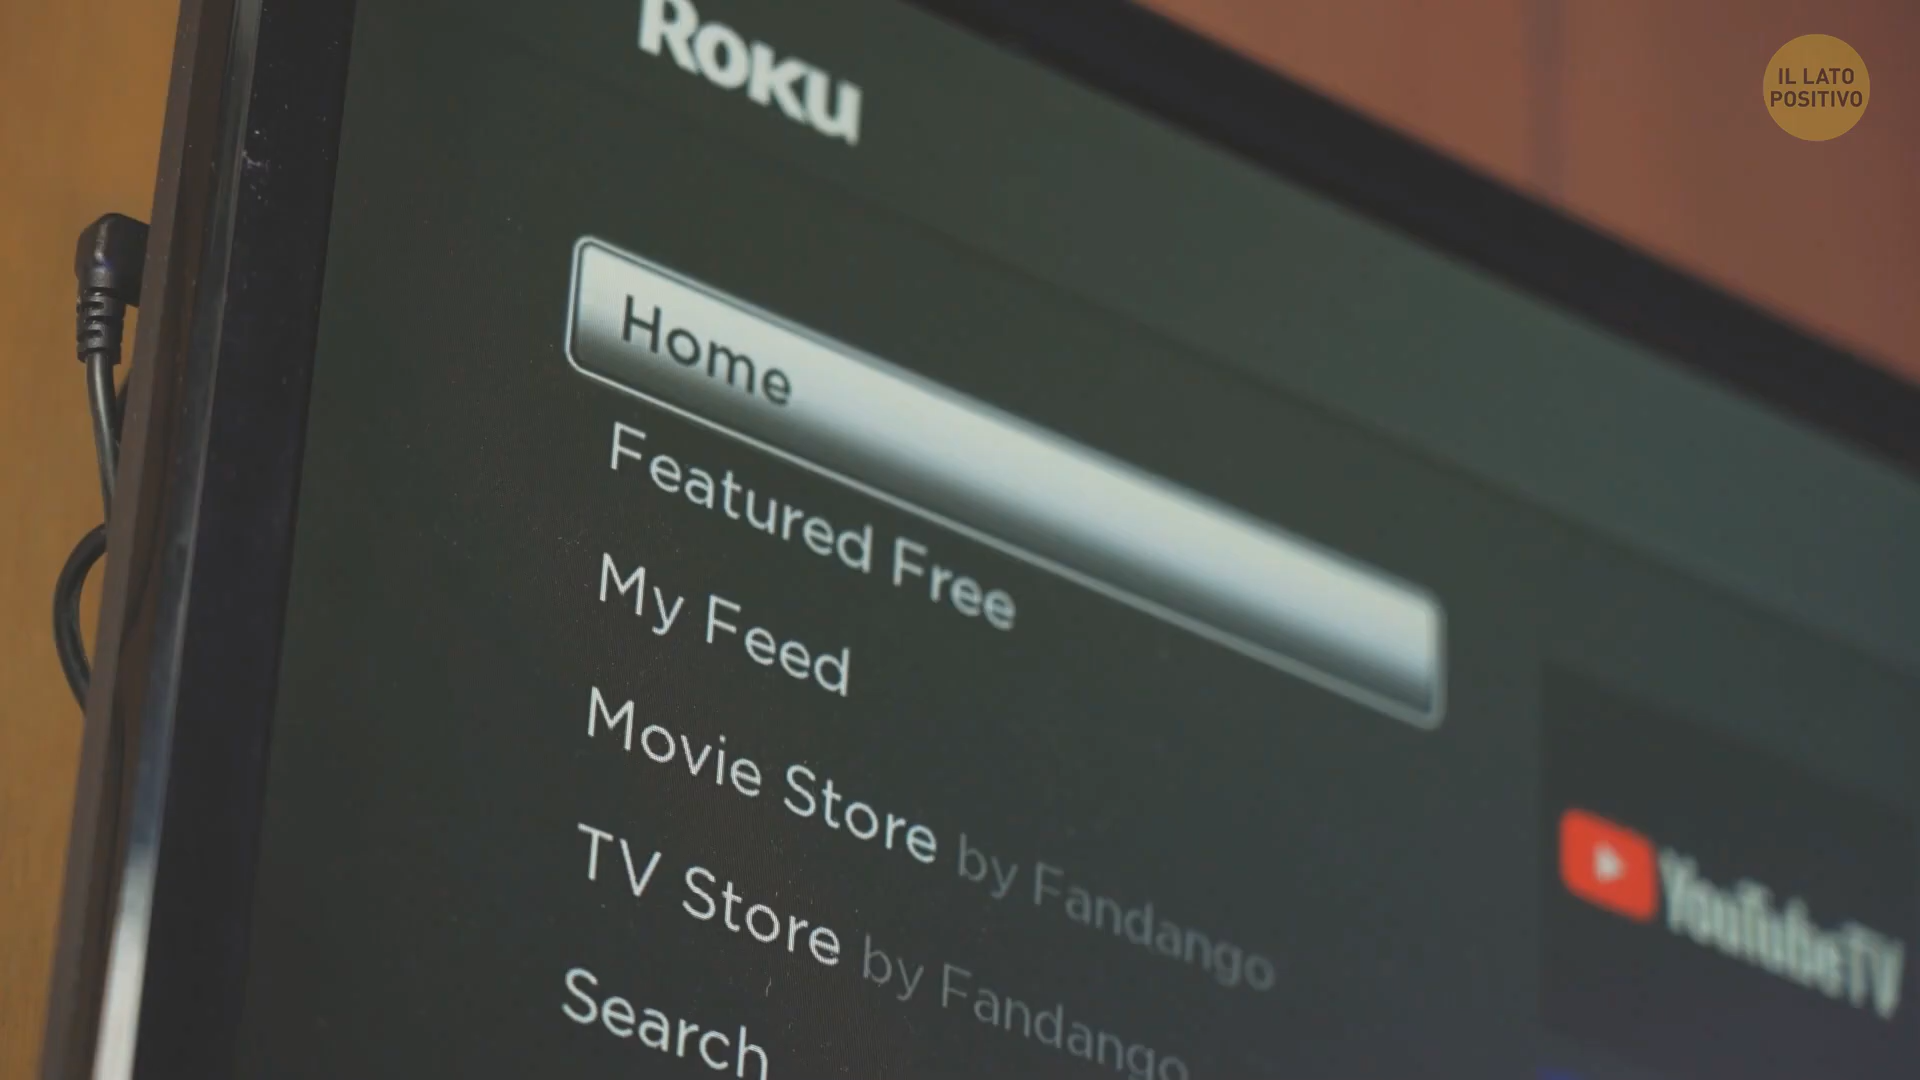 ROKU
IL LATO
POSITIVO
Home
Featured Free
My Feed
Movie Store by Fandango
TV Store by Fandango
Search
YouTubeTV